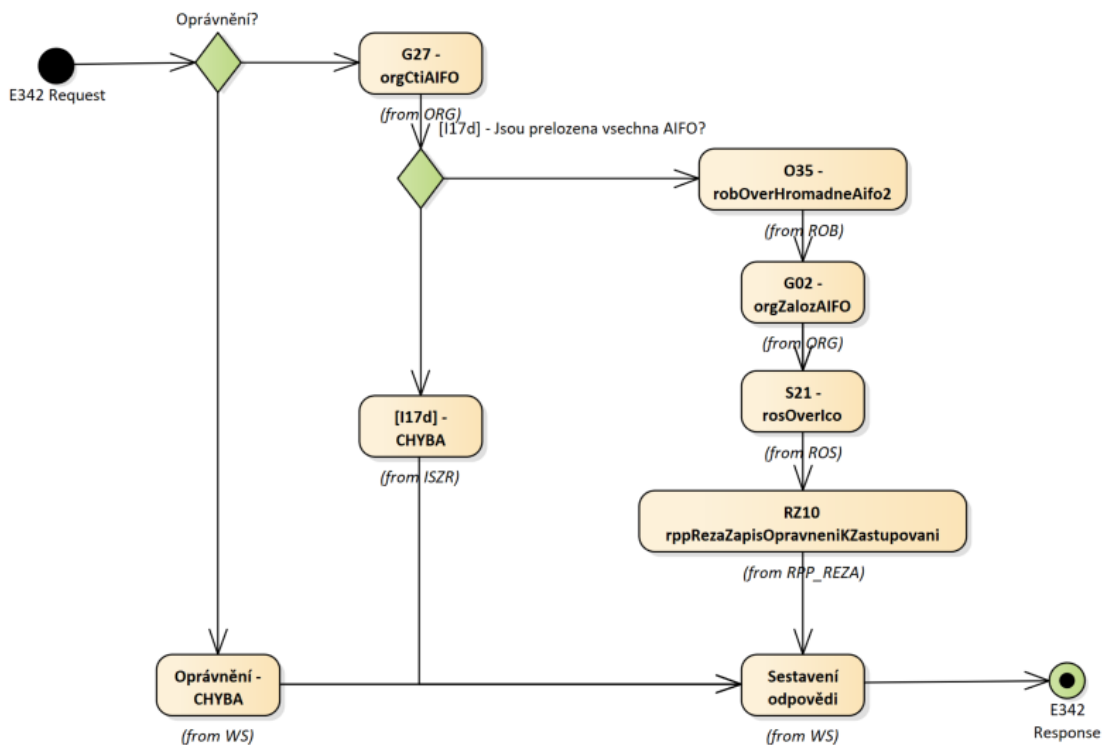 Oprávnění?
E342 Request
G27 -
orgCtiAIFO
(from ORG)
[I17d] - Jsou prelozena vsechna AIFO?
O35 -
robOverHromadneAifo2
(from ROB)
G02 -
orgZalozAIFO
(from ORG)
S21 -
rosOverIco
(from ROS)
[I17d] -
CHYBA
(from ISZR)
RZ10
rppRezaZapisOpravneniKZastupovani
(from RPP_REZA)
Oprávnění -
CHYBA
(from WS)
Sestavení
odpovědi
(from WS)
E342
Response